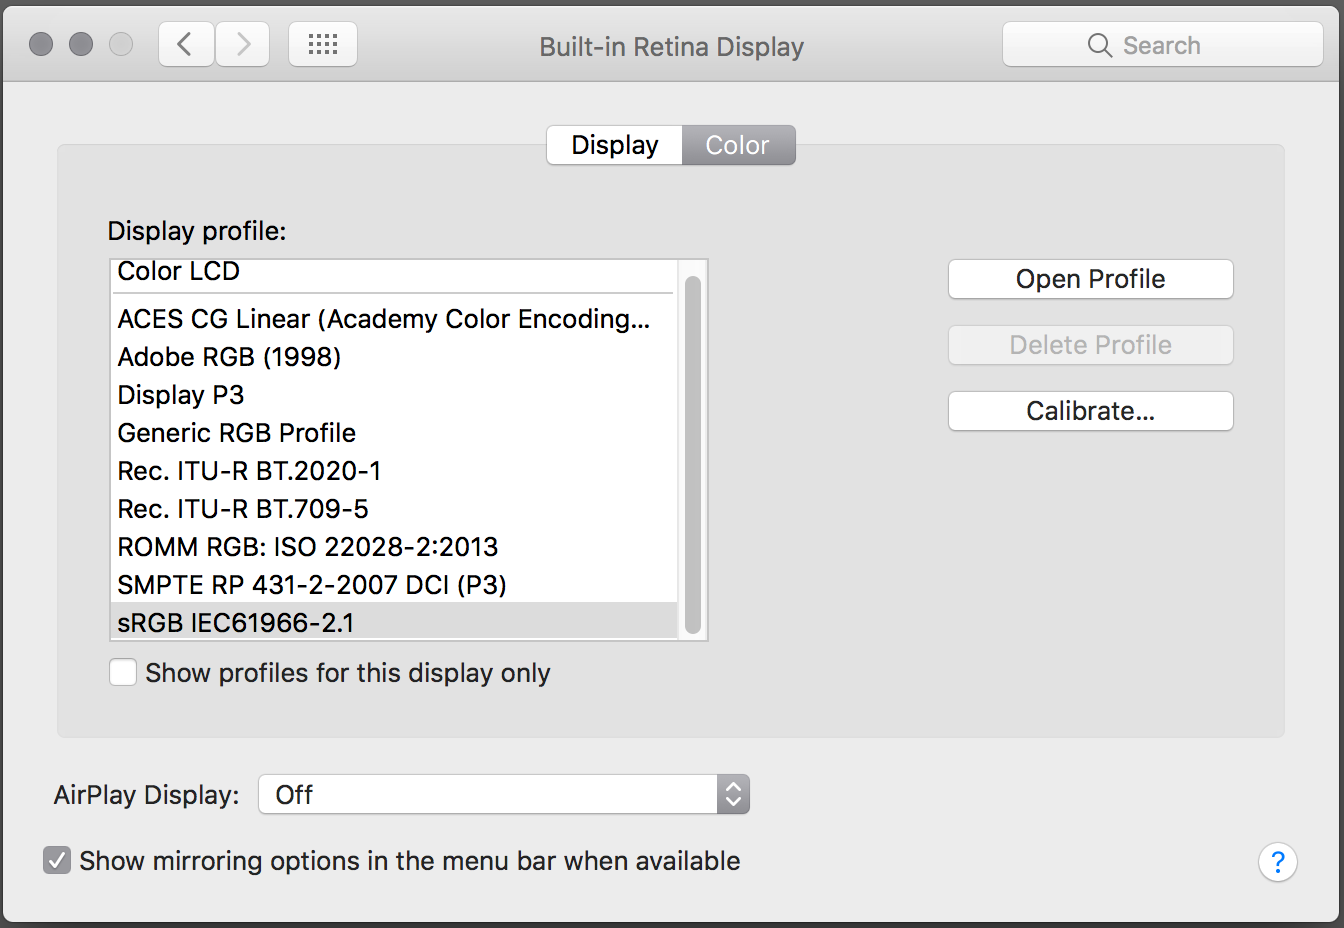 Built-in Retina Display
Search
Display
Color
Display profile:
Color LCD
ACES CG Linear (Academy Color Encoding...
Adobe RGB (1998)
Display P3
Generic RGB Profile
Rec. ITU-R BT.2020-1
Rec. ITU-R BT.709-5
ROMM RGB: ISO 22028-2:2013
SMPTE RP 431-2-2007 DCI (P3)
sRGB IEC61966-2.1
Show profiles for this display only
Open Profile
Delete Profile
Calibrate...
AirPlay Display:
Off
Show mirroring options in the menu bar when available
?